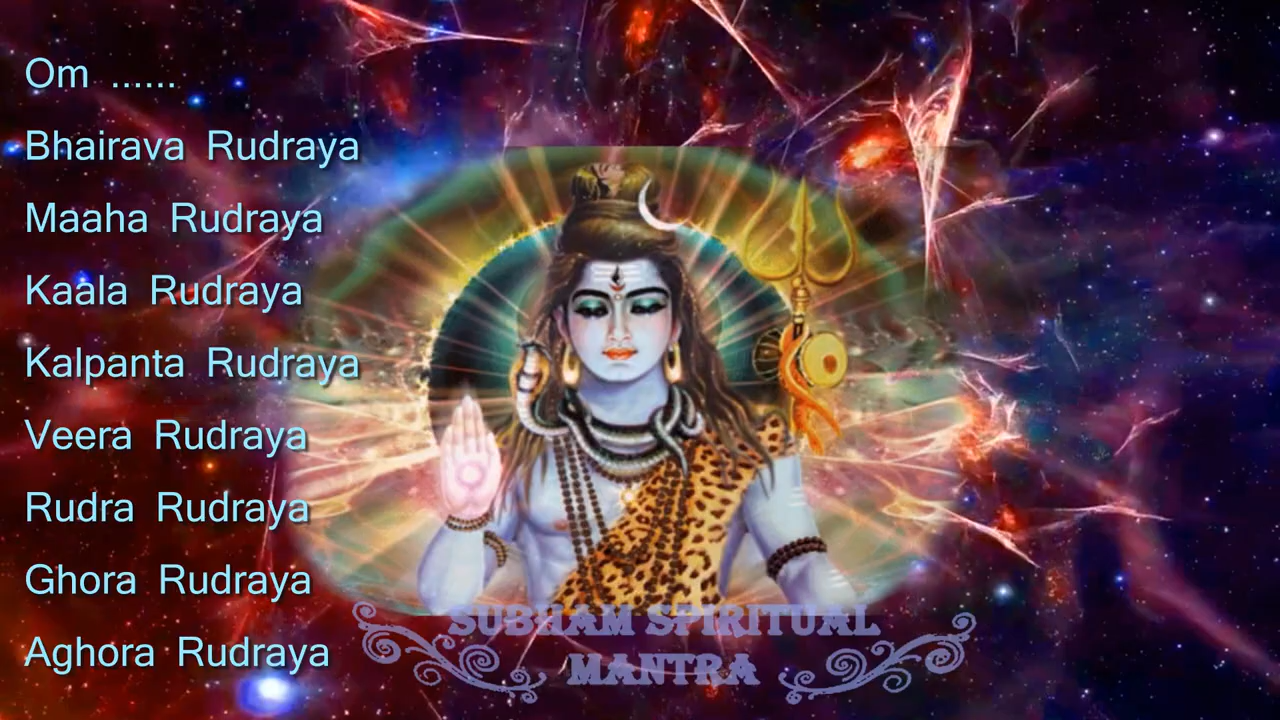 Om ......
Bhairava Rudraya
Maaha Rudraya
Kaala Rudraya
Kalpanta Rudraya
Veera Rudraya
Rudra Rudraya
Ghora Rudraya
Aghora Rudraya
SUBHAM SPIRITUAL
MANTRA